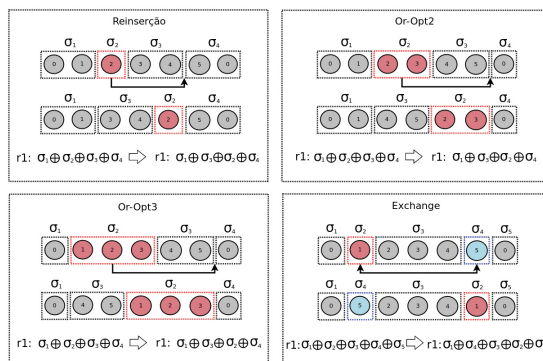 Reinserção
σ₁ σ₂ σ₃ σ₄
0 1 2 3 4 5 0
σ₁ σ₃ σ₂ σ₄
0 1 3 4 2 5 0
r1: σ₁⊕σ₂⊕σ₃⊕σ₄ ⇨ r1: σ₁⊕σ₃⊕σ₂⊕σ₄
Or-Opt2
σ₁ σ₂ σ₃ σ₄
0 1 2 3 4 5 0
σ₁ σ₃ σ₂ σ₄
0 1 4 5 2 3 0
r1: σ₁⊕σ₂⊕σ₃⊕σ₄ ⇨ r1: σ₁⊕σ₃⊕σ₂⊕σ₄
Or-Opt3
σ₁ σ₂ σ₃ σ₄
0 1 2 3 4 5 0
σ₁ σ₃ σ₂ σ₄
0 4 5 1 2 3 0
r1: σ₁⊕σ₂⊕σ₃⊕σ₄ ⇨ r1: σ₁⊕σ₃⊕σ₂⊕σ₄
Exchange
σ₁ σ₂ σ₃ σ₄ σ₅
0 1 2 3 4 5 0
σ₁ σ₄ σ₃ σ₂ σ₅
0 5 2 3 4 1 0
r1: σ₁⊕σ₂⊕σ₃⊕σ₄⊕σ₅ ⇨ r1: σ₁⊕σ₄⊕σ₃⊕σ₂⊕σ